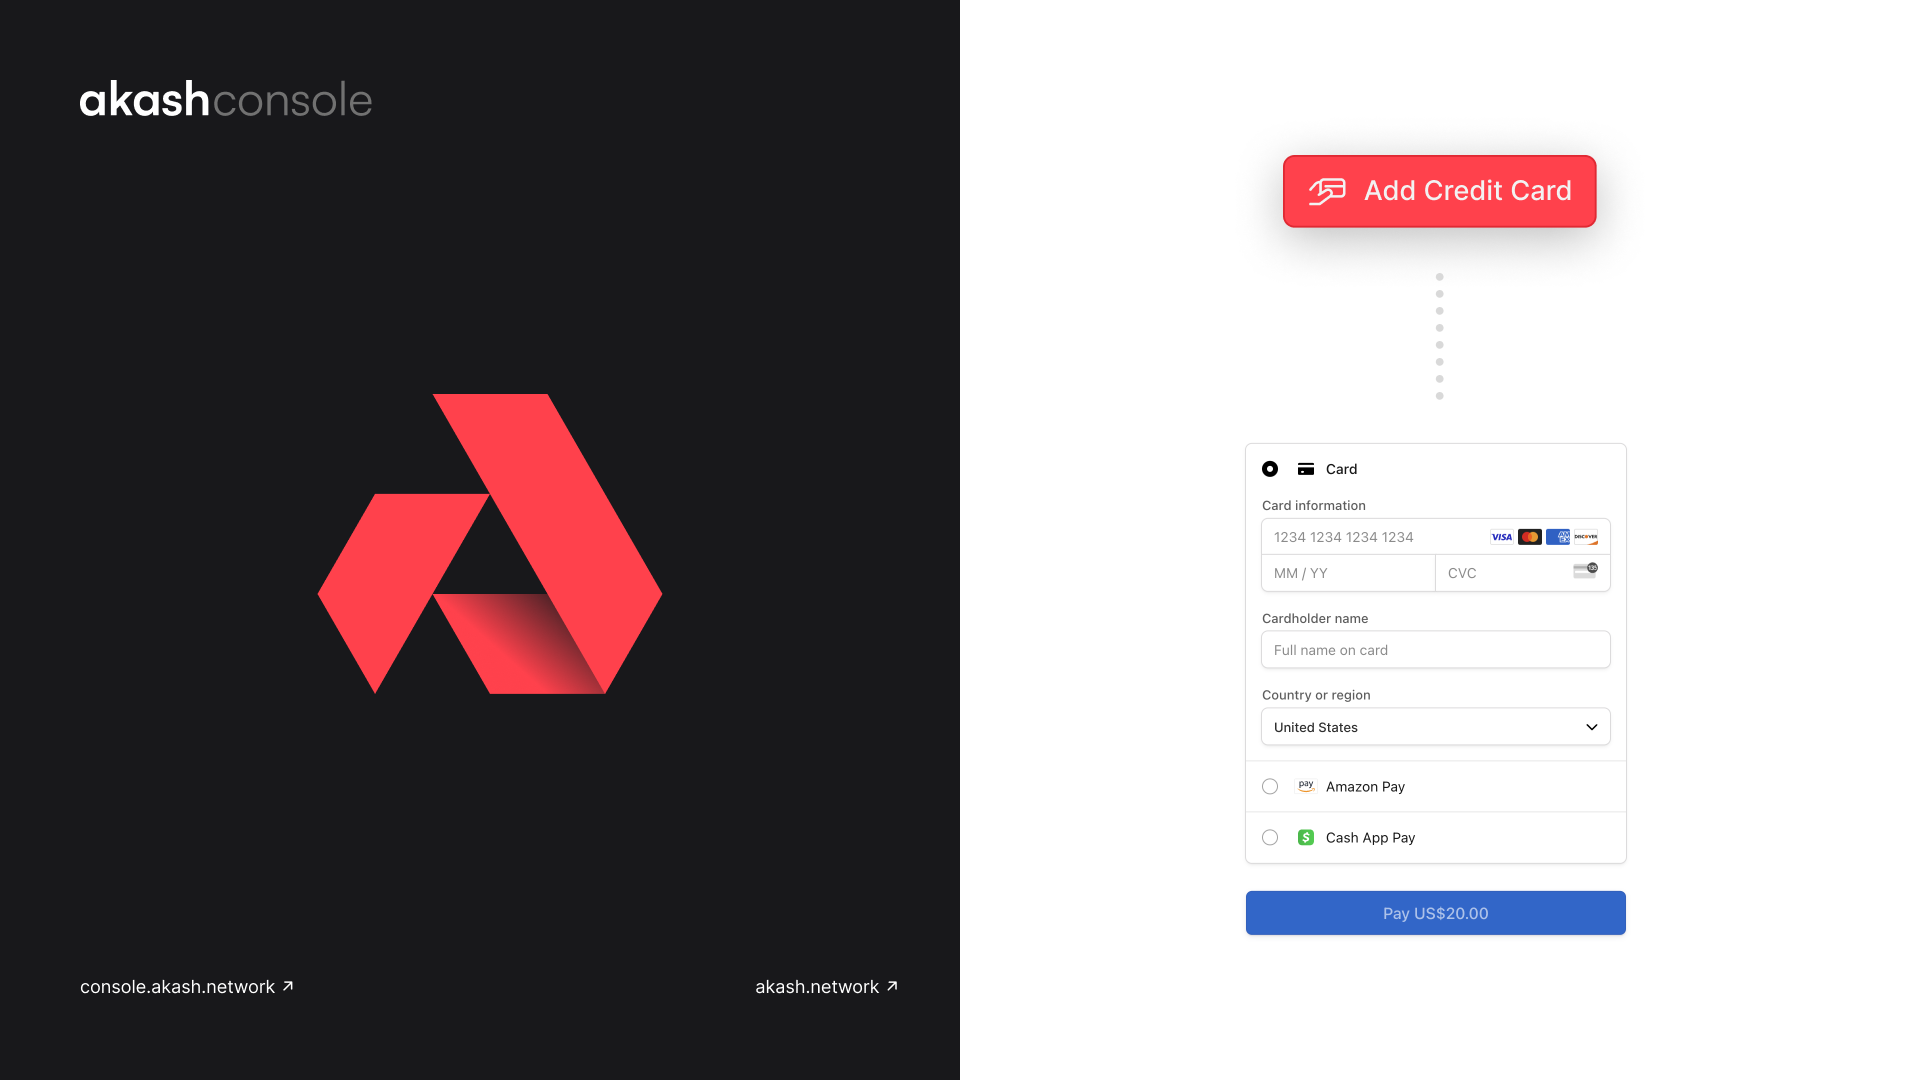 akashconsole
console.akash.network ↗
akash.network ↗
Add Credit Card
Card
Card information
1234 1234 1234 1234
VISA
AMEX
DISCOVER
MM / YY
CVC
135
Cardholder name
Full name on card
Country or region
United States
pay
Amazon Pay
$
Cash App Pay
Pay US$20.00